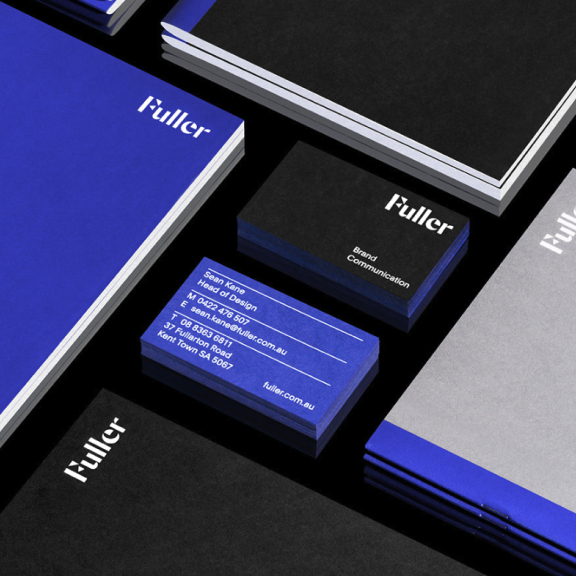 Fuller
Fuller
Brand
Communication
Fuller
Sean Kane
Head of Design
M 0422 476 507
E sean.kane@fuller.com.au
T 08 8363 6811
37 Fullarton Road
Kent Town SA 5067
fuller.com.au
Fuller